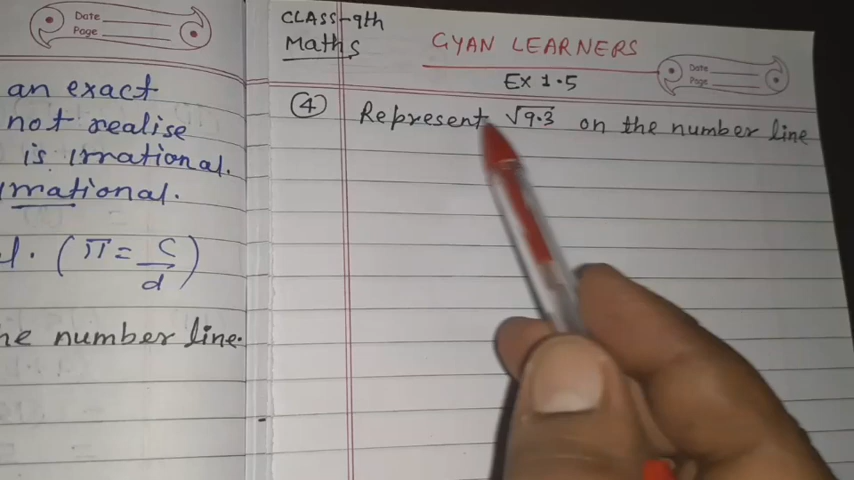 Date
Page
an exact
not realise
is irrational.
irrational.
(π = c/d)
the number line.
CLASS-9th
Maths
GYAN LEARNERS
Date
Page
Ex 1.5
④ Represent √9.3 on the number line